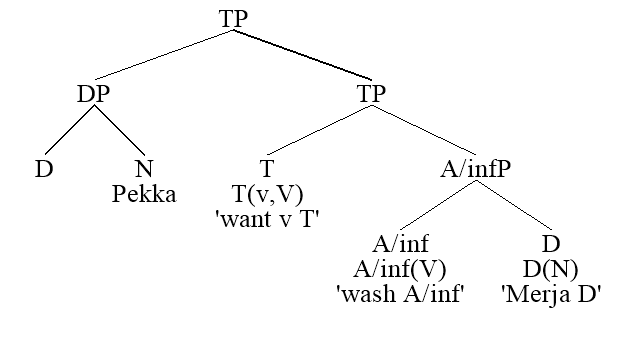 TP
DP TP
D N T A/infP
Pekka T(v,V)
'want v T'
A/inf D
A/inf(V) D(N)
'wash A/inf' 'Merja D'